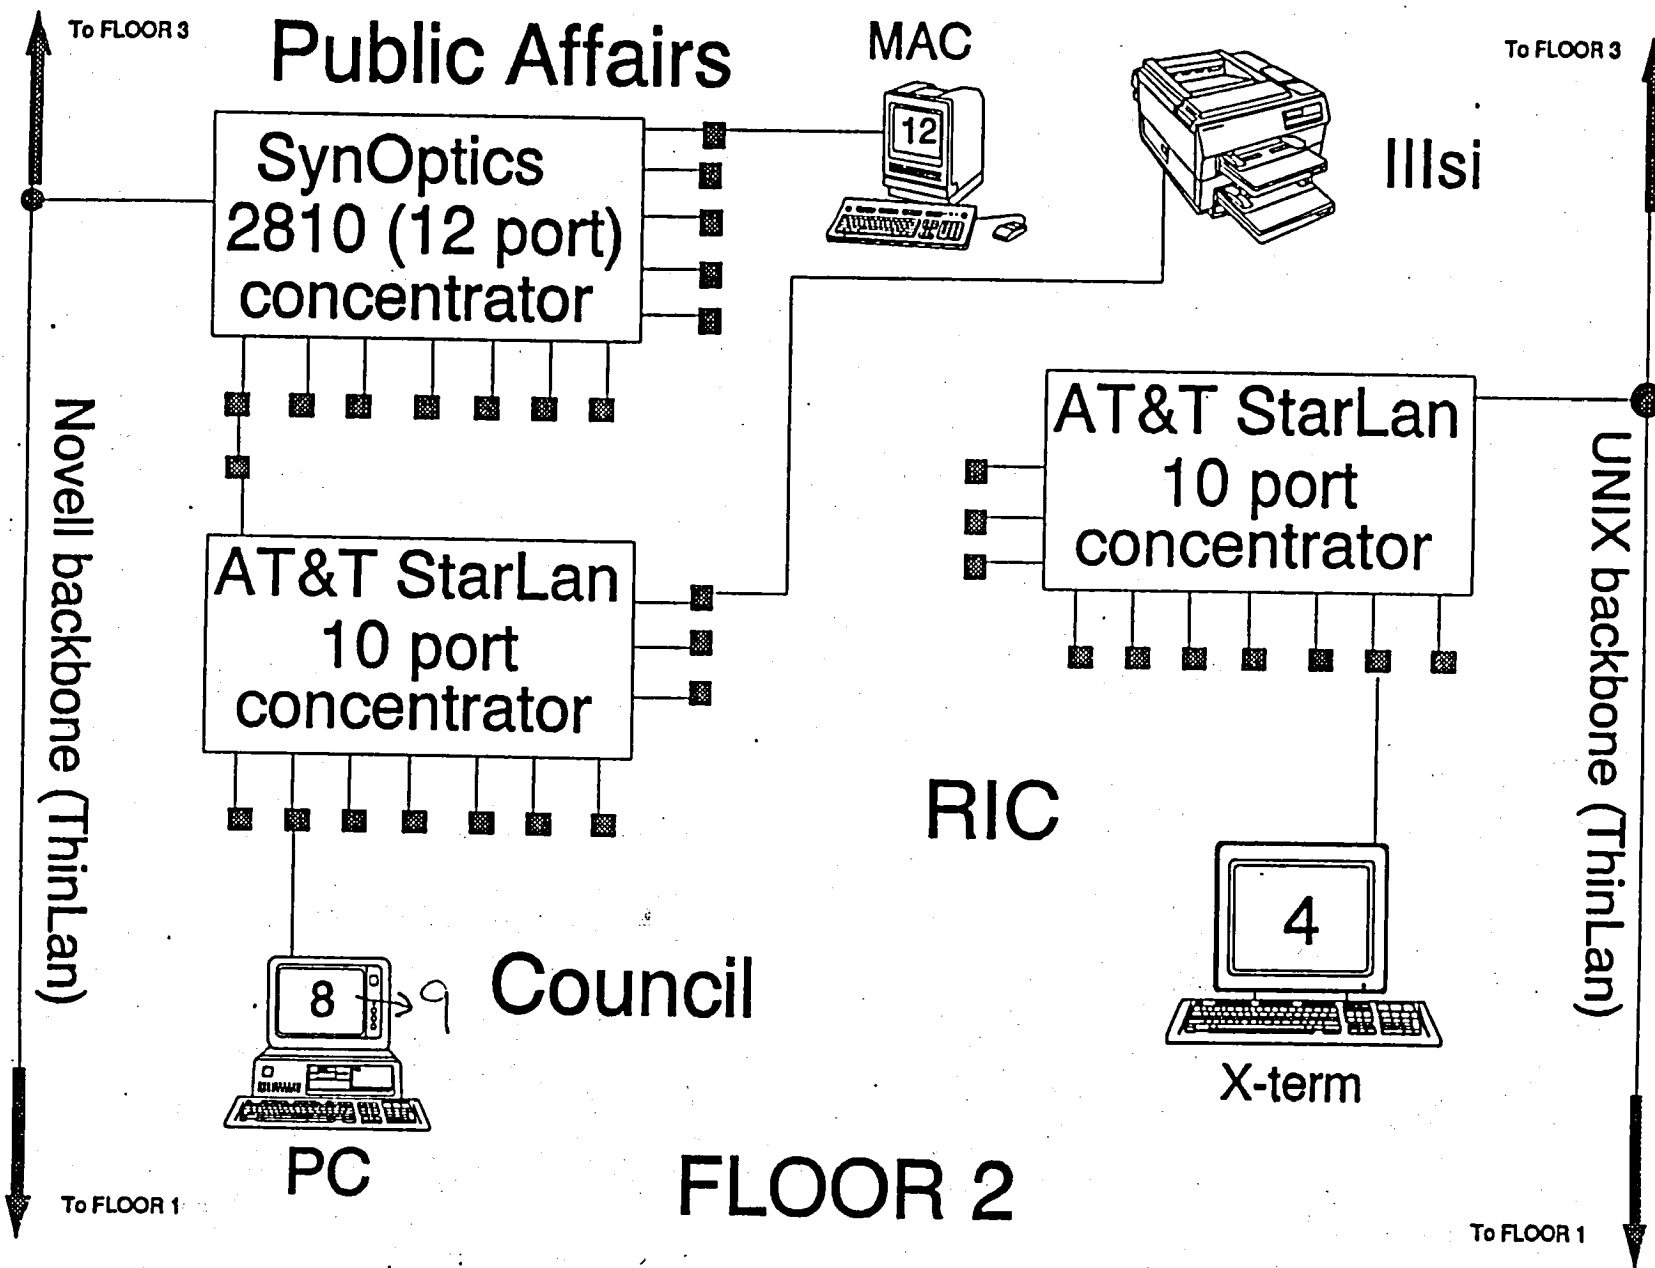 To FLOOR 3
Public Affairs
MAC
To FLOOR 3
12
IIIsi
SynOptics
2810 (12 port)
concentrator
Novell backbone (ThinLan)
AT&T StarLan
10 port
concentrator
UNIX backbone (ThinLan)
AT&T StarLan
10 port
concentrator
RIC
4
X-term
Council
8 → 9
PC
FLOOR 2
To FLOOR 1
To FLOOR 1